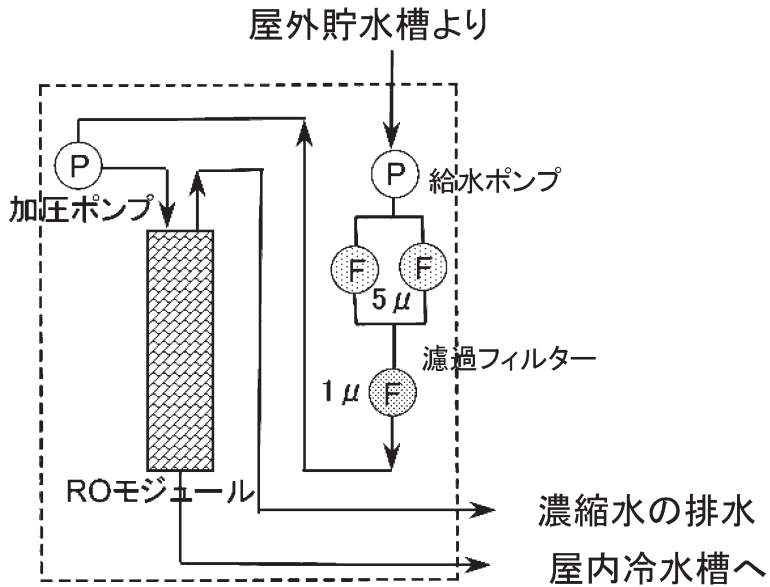 屋外貯水槽より
P
P
給水ポンプ
加圧ポンプ
F
F
5μ
濾過フィルター
1μ
F
ROモジュール
濃縮水の排水
屋内冷水槽へ